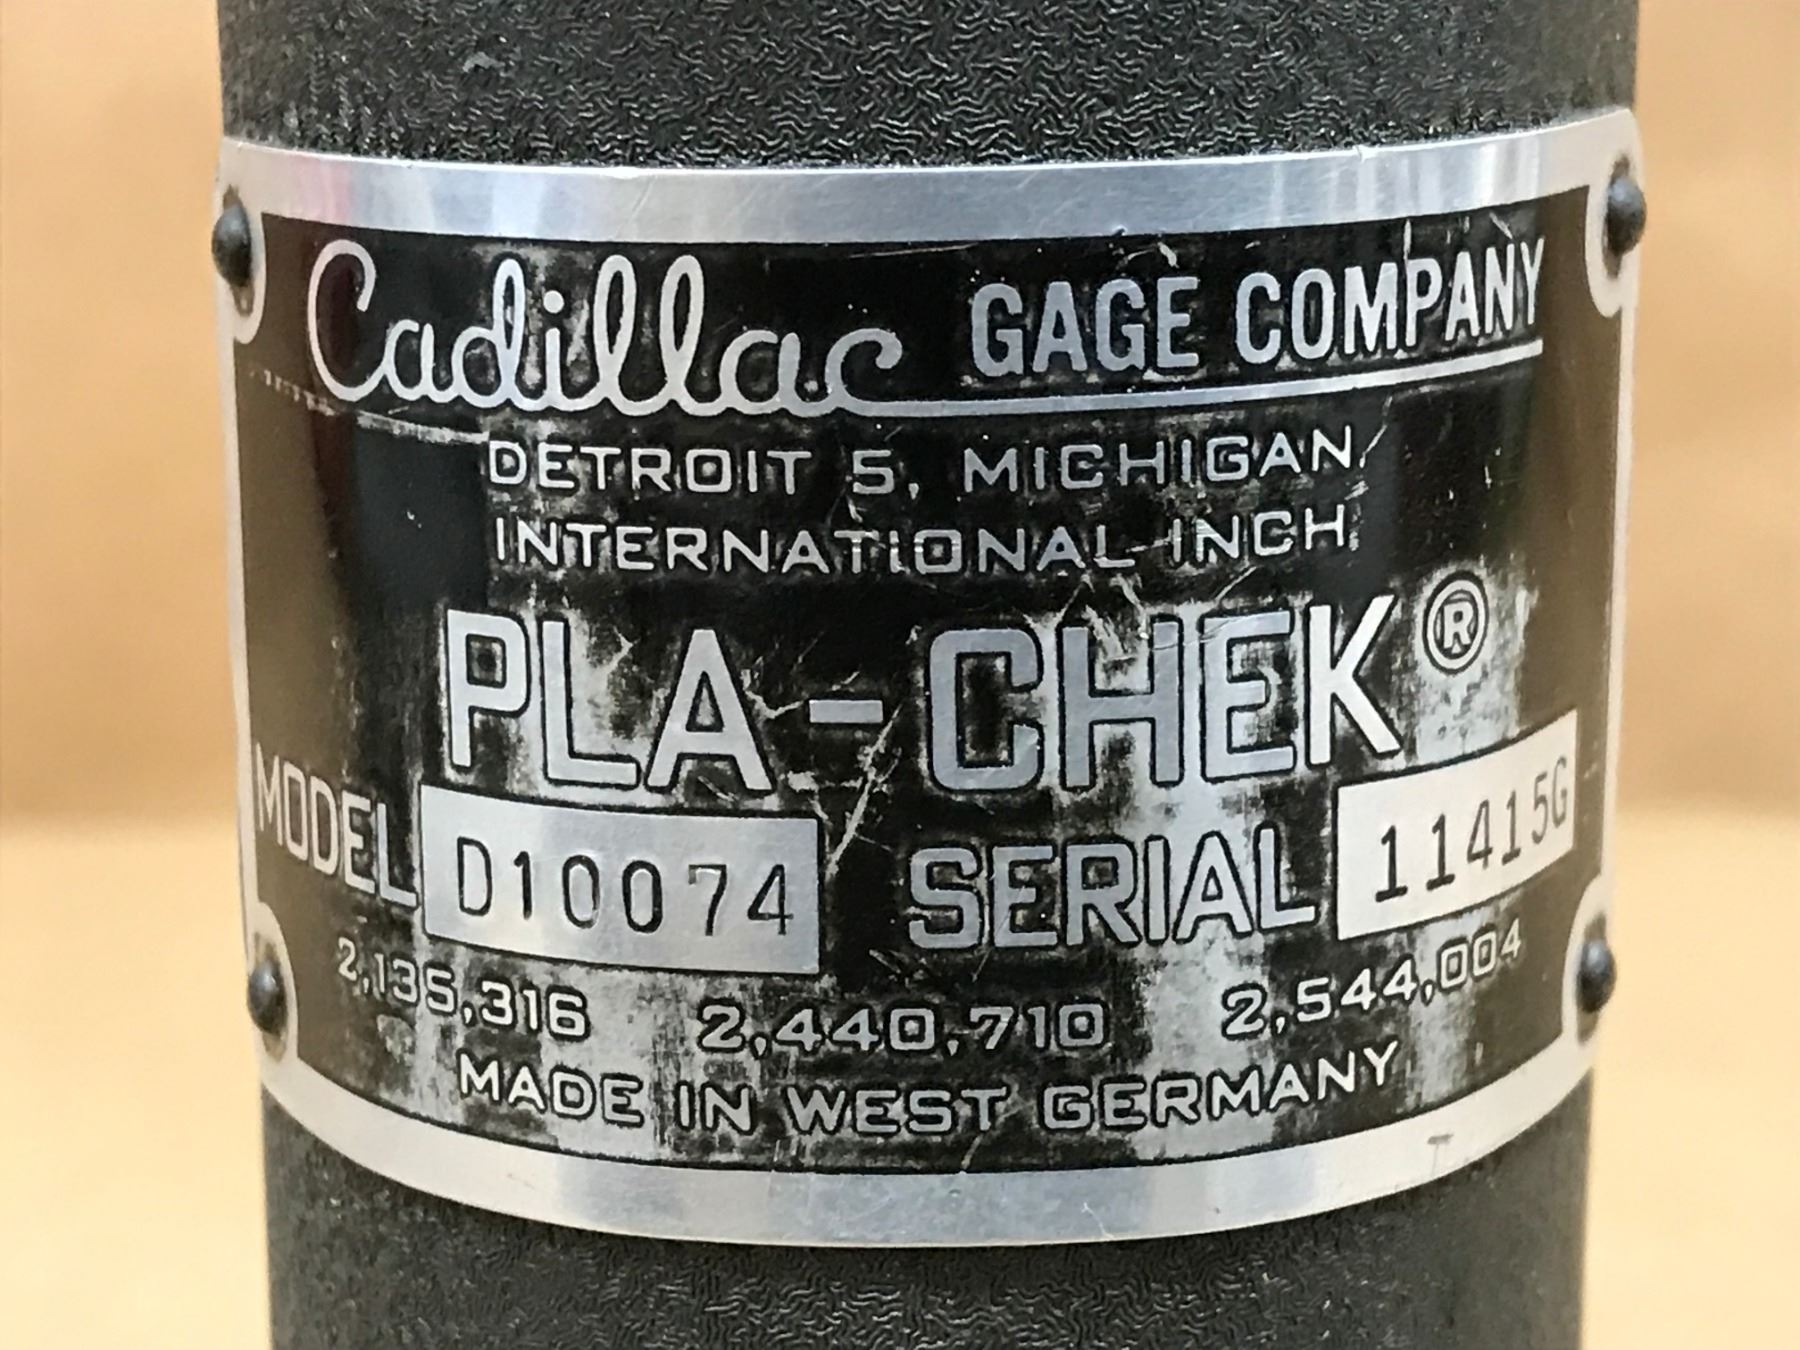 Cadillac GAGE COMPANY
DETROIT 5, MICHIGAN
INTERNATIONAL INCH
PLA-CHEK®
MODEL D10074 SERIAL 11415G
2,135,316 2,440,710 2,544,004
MADE IN WEST GERMANY
T